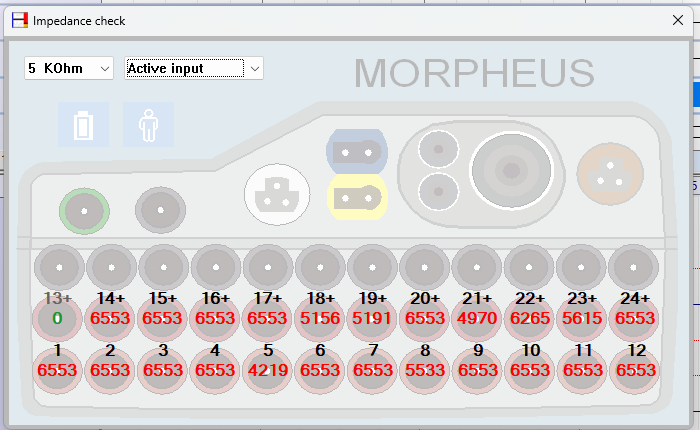 Impedance check
5 KOhm Active input
MORPHEUS
13+ 14+ 15+ 16+ 17+ 18+ 19+ 20+ 21+ 22+ 23+ 24+
0 6553 6553 6553 6553 5156 5191 6553 4970 6265 5615 6553
1 2 3 4 5 6 7 8 9 10 11 12
6553 6553 6553 6553 4219 6553 6553 5533 6553 6553 6553 6553